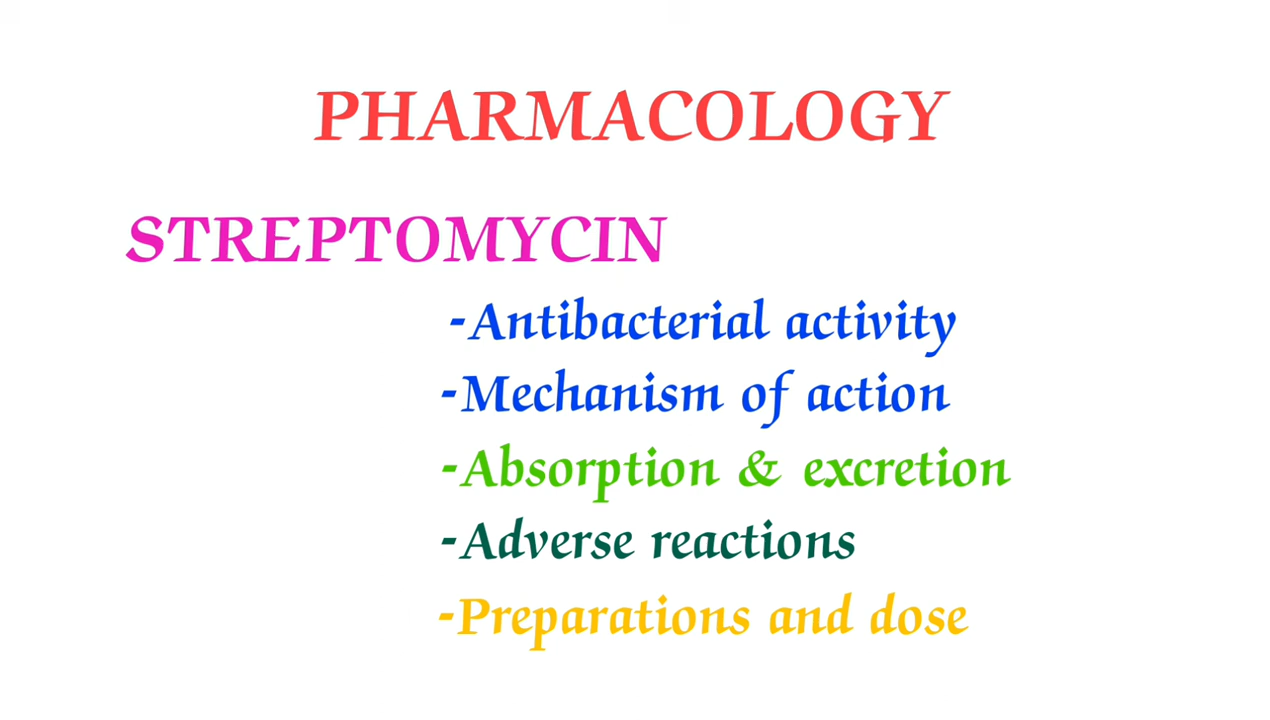 PHARMACOLOGY
STREPTOMYCIN
-Antibacterial activity
-Mechanism of action
-Absorption & excretion
-Adverse reactions
-Preparations and dose